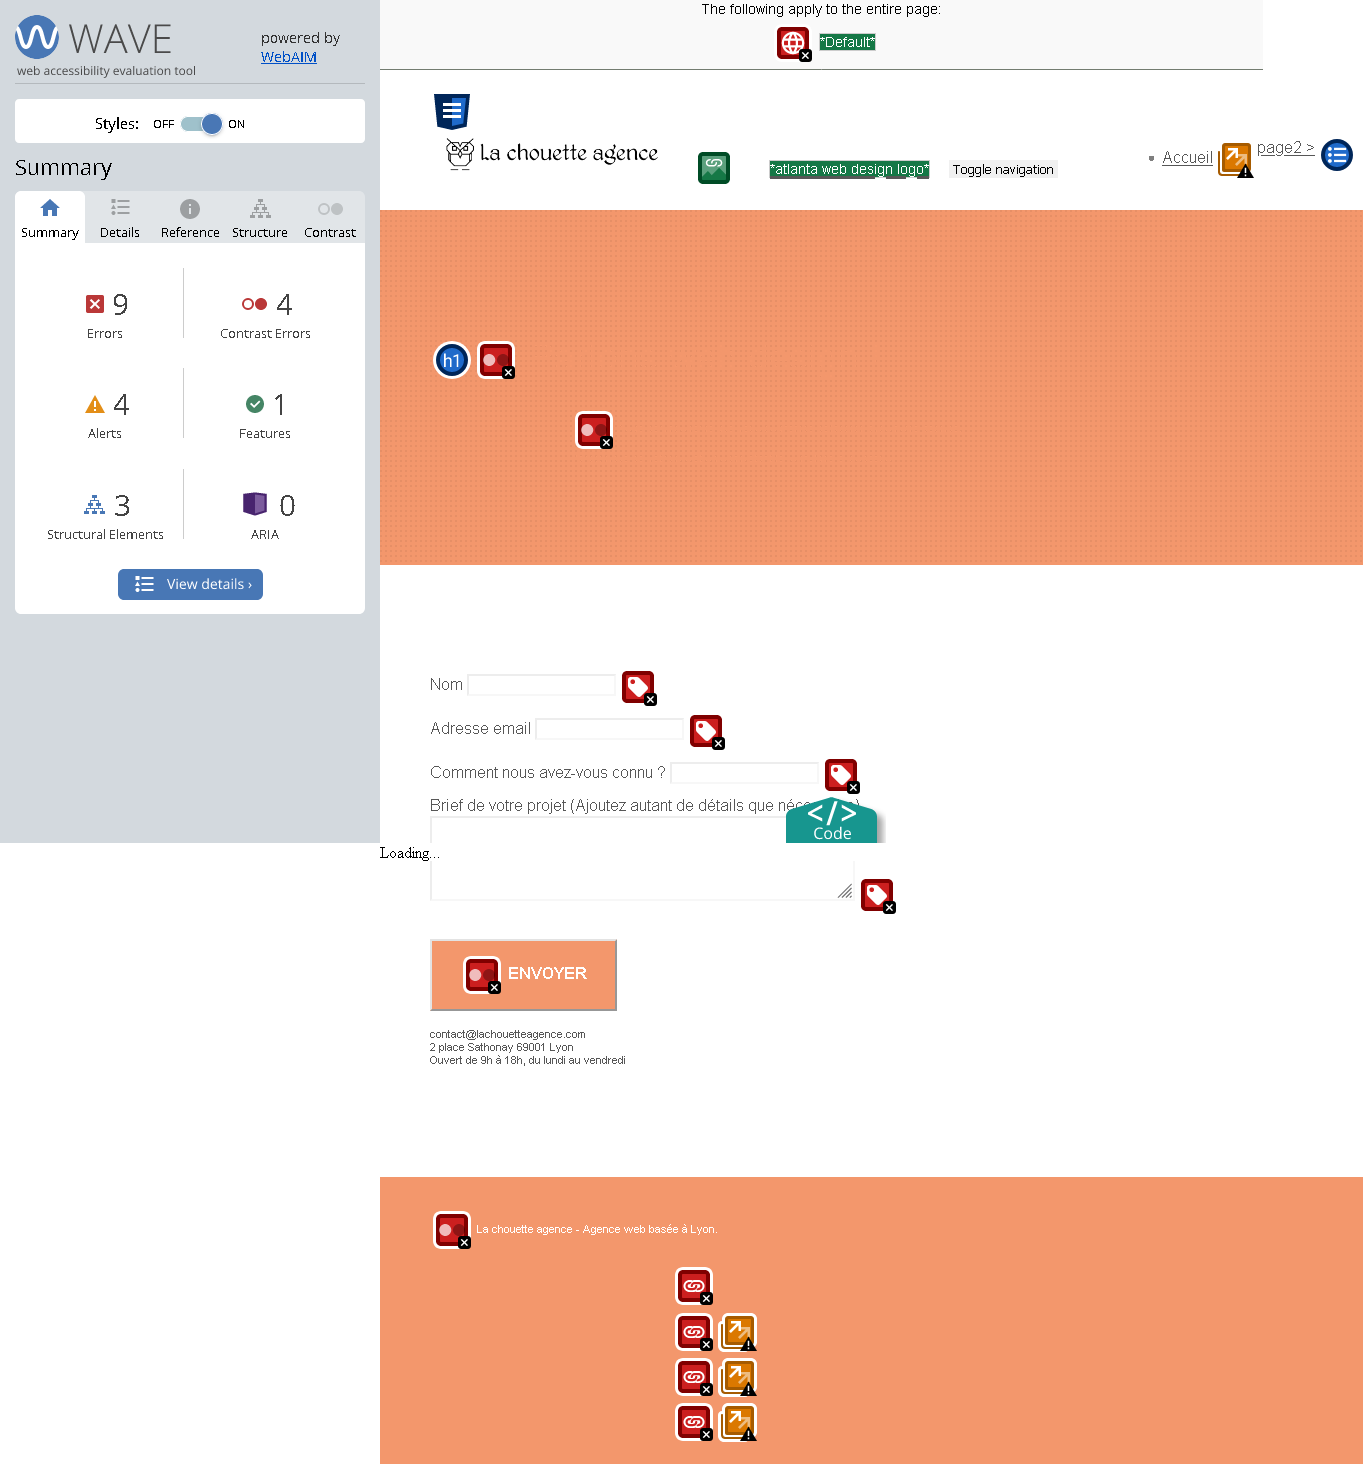 WAVE
web accessibility evaluation tool
powered by
WebAIM
Styles: OFF ON
Summary
Summary Details Reference Structure Contrast
9
Errors
4
Contrast Errors
4
Alerts
1
Features
3
Structural Elements
0
ARIA
View details ›
The following apply to the entire page:
*Default*
La chouette agence
*atlanta web design logo*
Toggle navigation
Accueil
page2 >
h1
Nom
Adresse email
Comment nous avez-vous connu ?
Brief de votre projet (Ajoutez autant de détails que
</>
Code
Loading...
ENVOYER
contact@lachouetteagence.com
2 place Sathonay 69001 Lyon
Ouvert de 9h à 18h, du lundi au vendredi
La chouette agence - Agence web basée à Lyon.